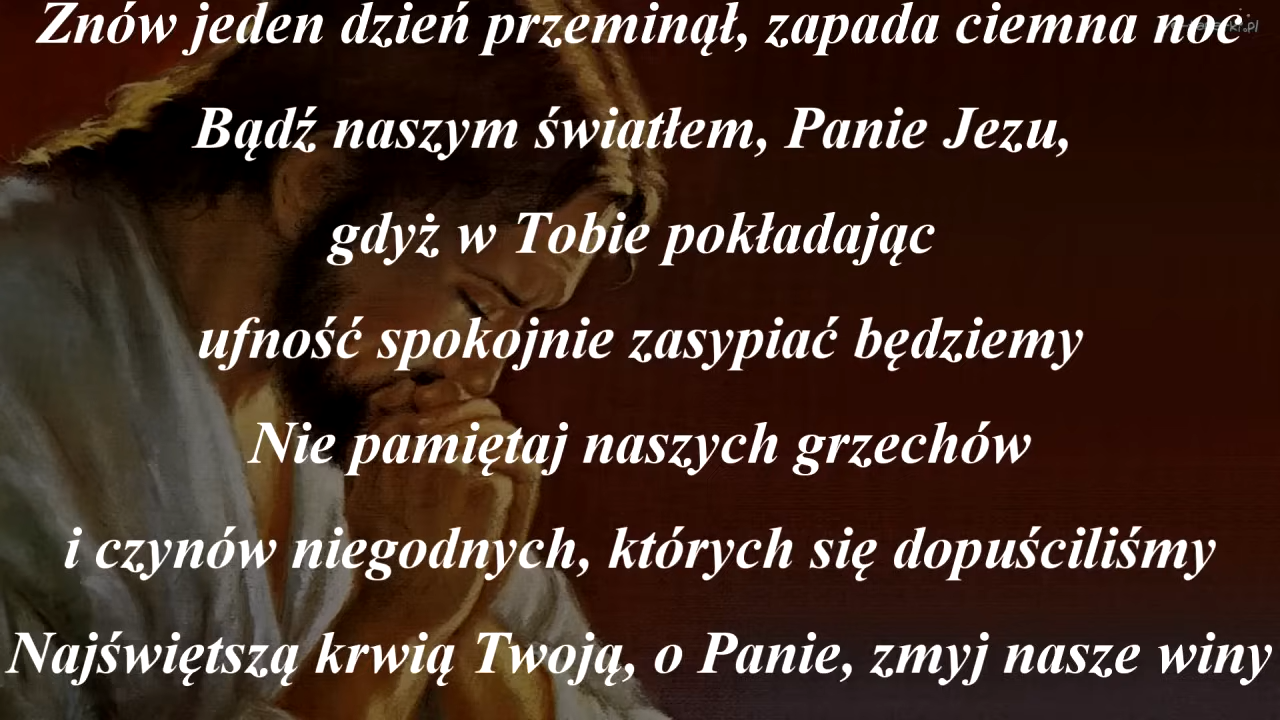 Znów jeden dzień przeminął, zapada ciemna noc
Bądź naszym światłem, Panie Jezu,
gdyż w Tobie pokładając
ufność spokojnie zasypiać będziemy
Nie pamiętaj naszych grzechów
i czynów niegodnych, których się dopuściliśmy
Najświętszą krwią Twoją, o Panie, zmyj nasze winy